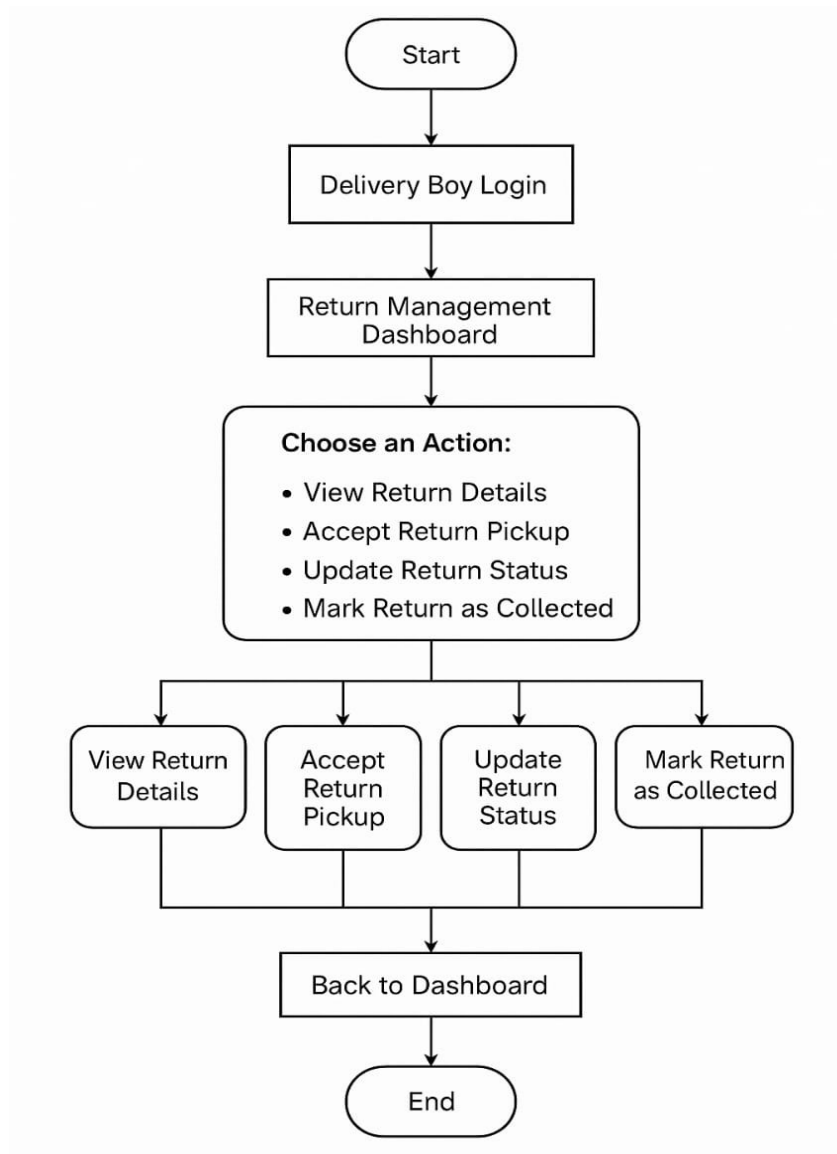 Start
Delivery Boy Login
Return Management
Dashboard
Choose an Action:
• View Return Details
• Accept Return Pickup
• Update Return Status
• Mark Return as Collected
View Return
Details
Accept
Return
Pickup
Update
Return
Status
Mark Return
as Collected
Back to Dashboard
End